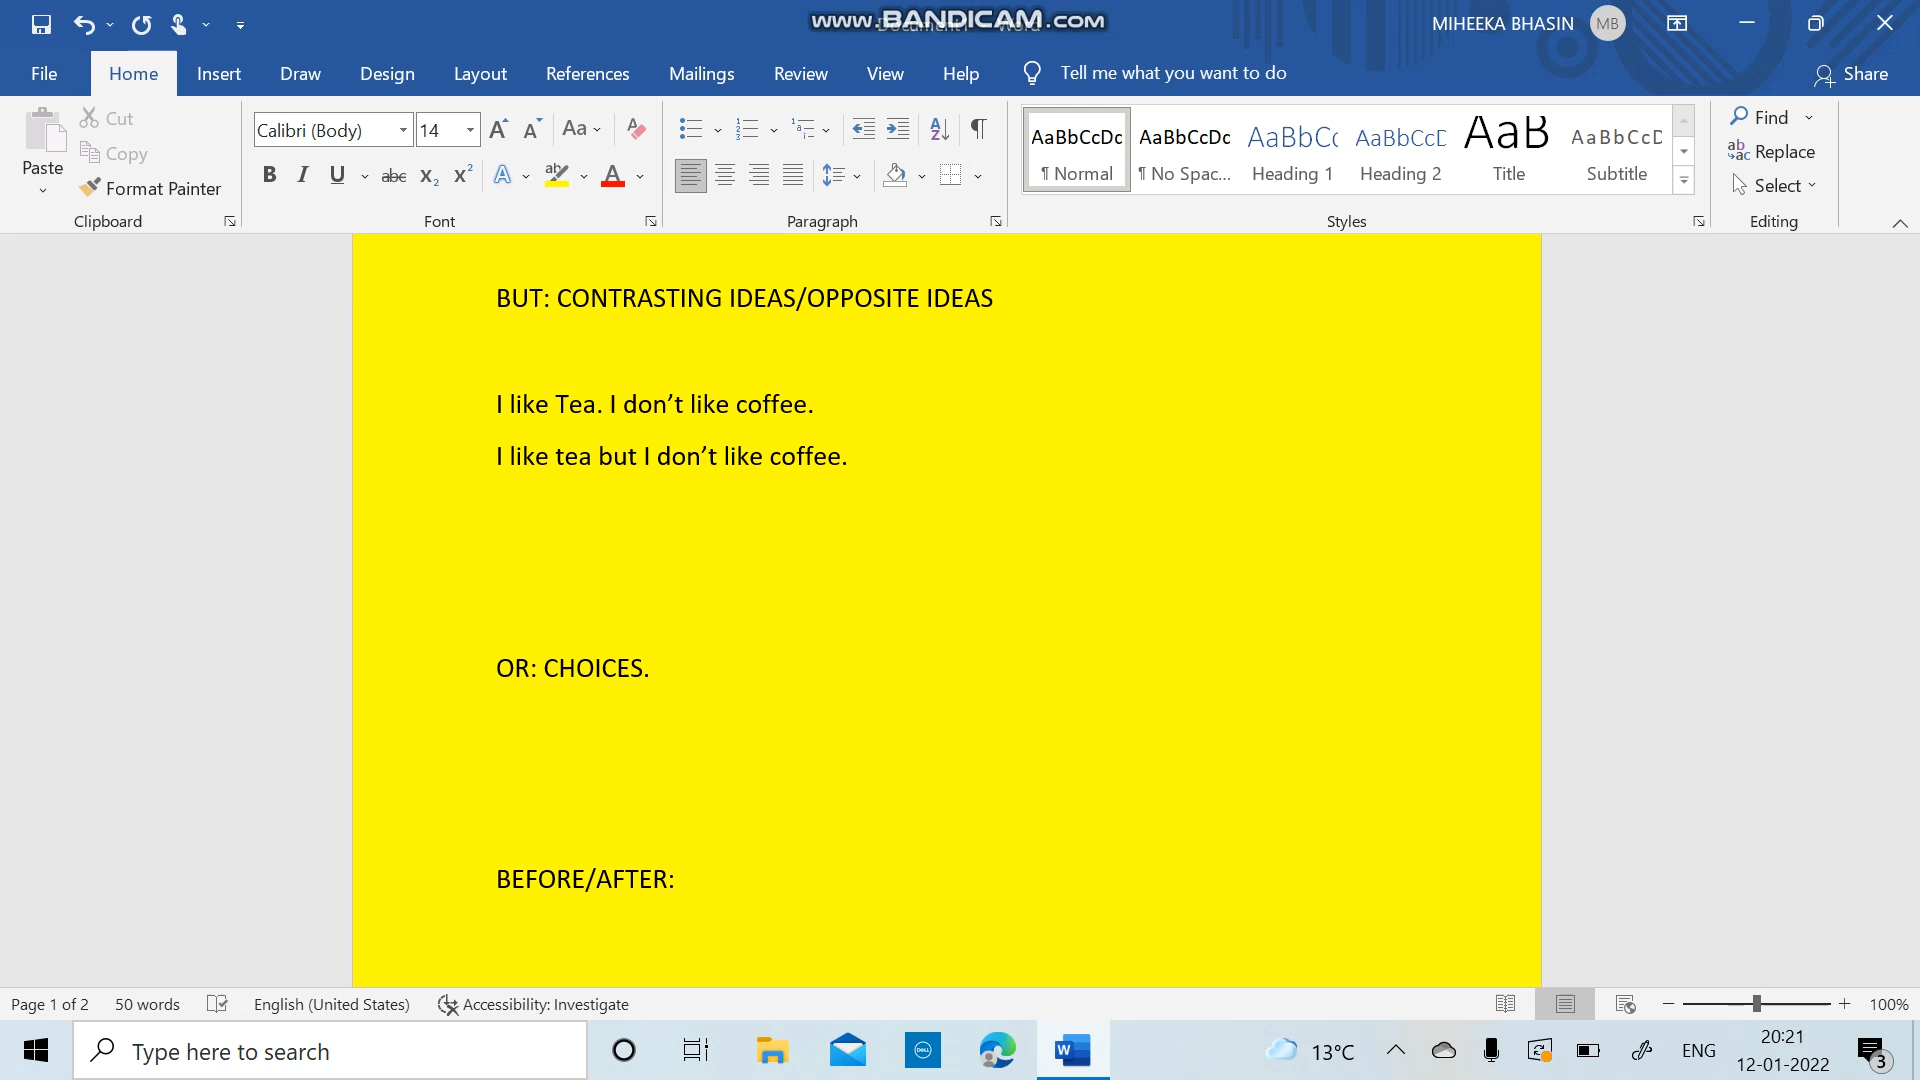 www.BANDICAM.com
MIHEEKA BHASIN
MB
File
Home
Insert
Draw
Design
Layout
References
Mailings
Review
View
Help
Tell me what you want to do
Share
Paste
Cut
Copy
Format Painter
Clipboard
Calibri (Body)
14
Font
Paragraph
AaBbCcDc
¶ Normal
AaBbCcDc
¶ No Spac...
AaBbC
Heading 1
AaBbCcE
Heading 2
AaB
Title
AaBbCcD
Subtitle
Styles
Find
Replace
Select
Editing
BUT: CONTRASTING IDEAS/OPPOSITE IDEAS
I like Tea. I don’t like coffee.
I like tea but I don’t like coffee.
OR: CHOICES.
BEFORE/AFTER:
Page 1 of 2
50 words
English (United States)
Accessibility: Investigate
100%
Type here to search
DELL
W
13°C
ENG
20:21
12-01-2022
3